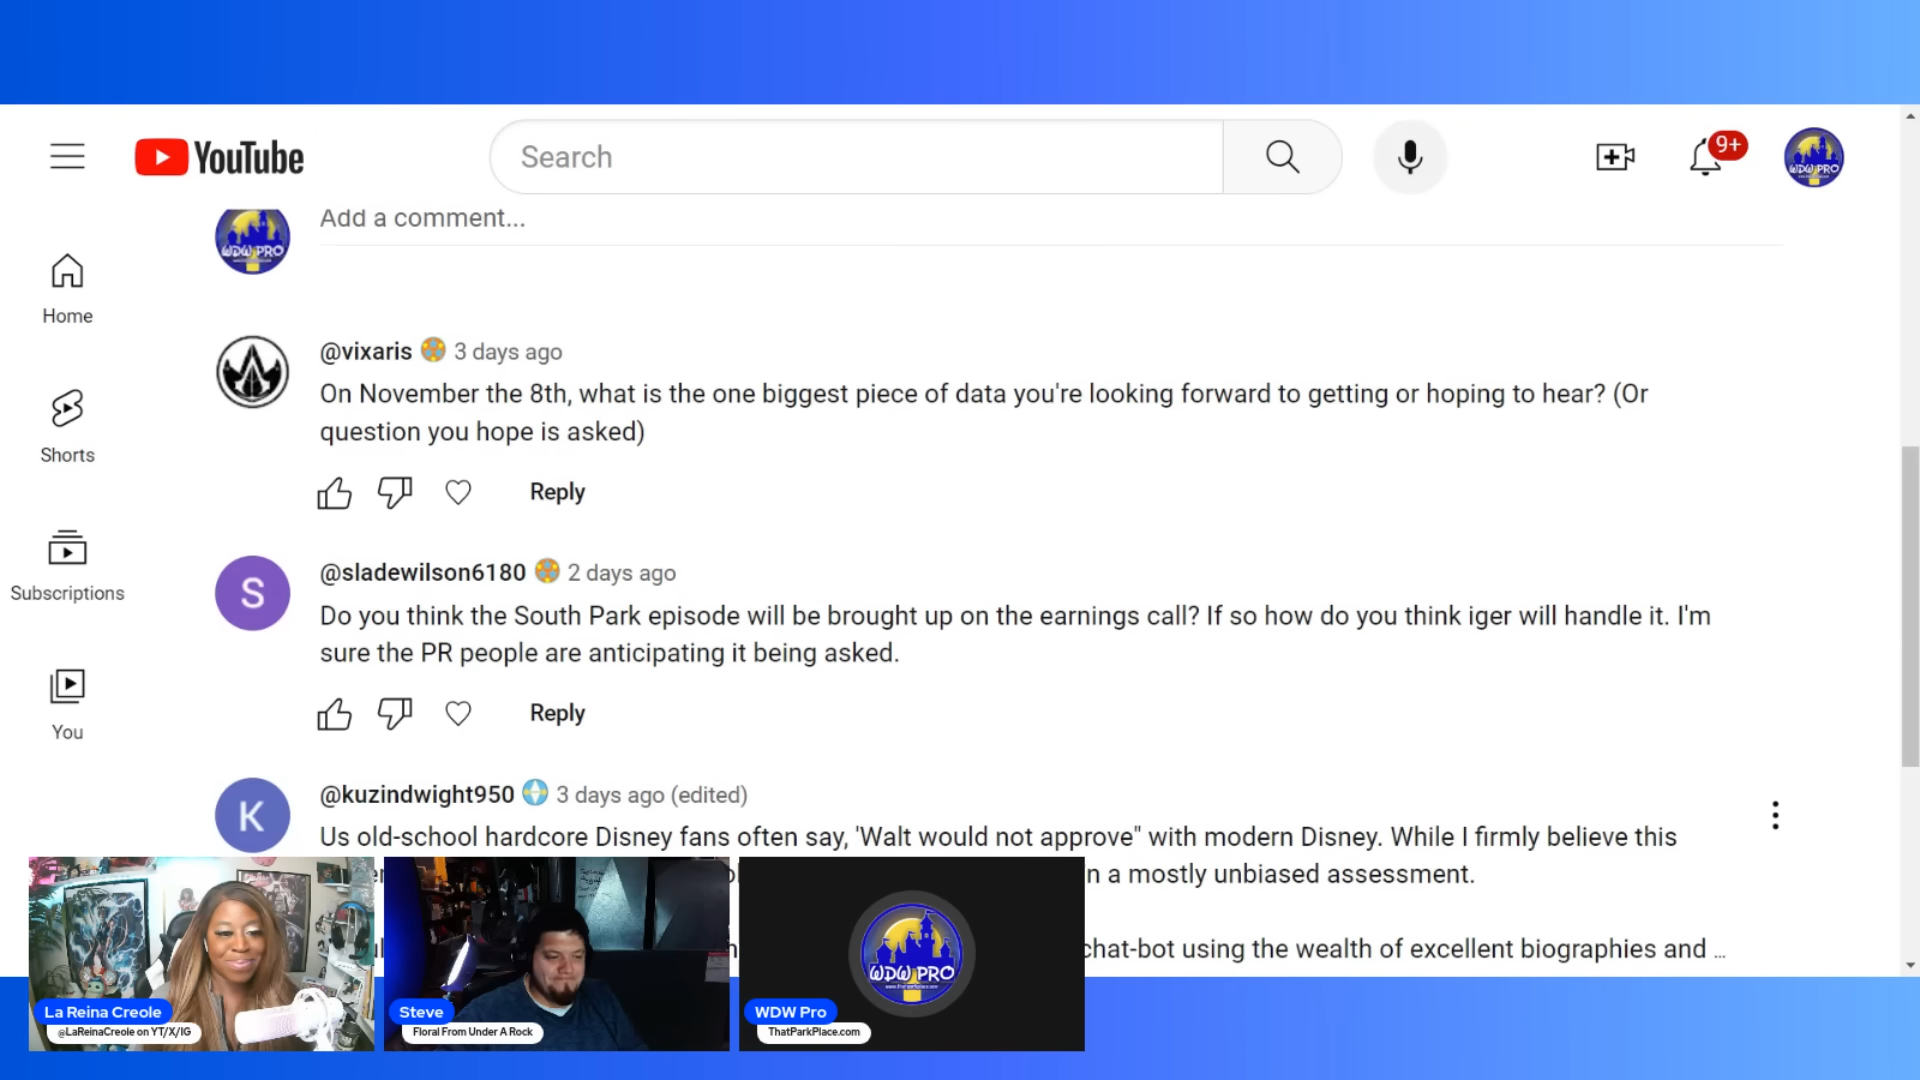 YouTube
Search
9+
WDW PRO
Add a comment...
WDW PRO
Home
@vixaris 3 days ago
On November the 8th, what is the one biggest piece of data you're looking forward to getting or hoping to hear? (Or
question you hope is asked)
Shorts
Reply
@sladewilson6180 2 days ago
S
Subscriptions
Do you think the South Park episode will be brought up on the earnings call? If so how do you think iger will handle it. I'm
sure the PR people are anticipating it being asked.
You
Reply
@kuzindwight950 3 days ago (edited)
K
Us old-school hardcore Disney fans often say, 'Walt would not approve" with modern Disney. While I firmly believe this
n a mostly unbiased assessment.
chat-bot using the wealth of excellent biographies and ...
WDW PRO
La Reina Creole
@LaReinaCreole on YT/X/IG
Steve
Floral From Under A Rock
WDW Pro
ThatParkPlace.com